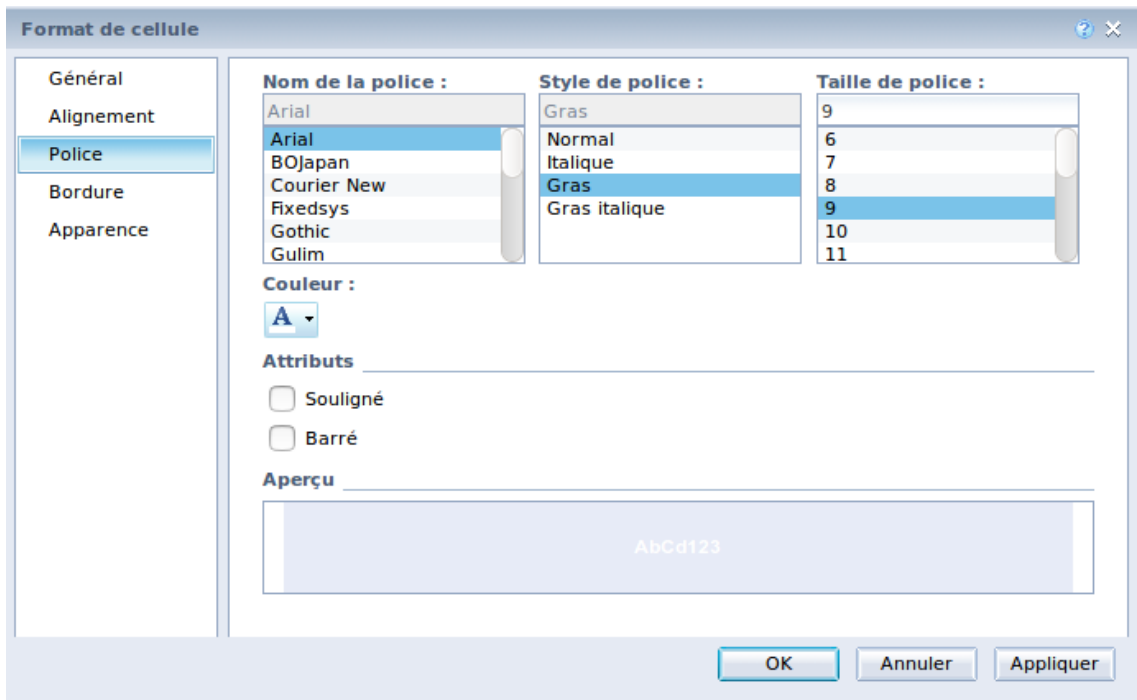 Format de cellule
Général
Alignement
Police
Bordure
Apparence
Nom de la police :
Arial
Arial
BOJapan
Courier New
Fixedsys
Gothic
Gulim
Style de police :
Gras
Normal
Italique
Gras
Gras italique
Taille de police :
9
6
7
8
9
10
11
Couleur :
A
Attributs
Souligné
Barré
Aperçu
AbCd123
OK
Annuler
Appliquer